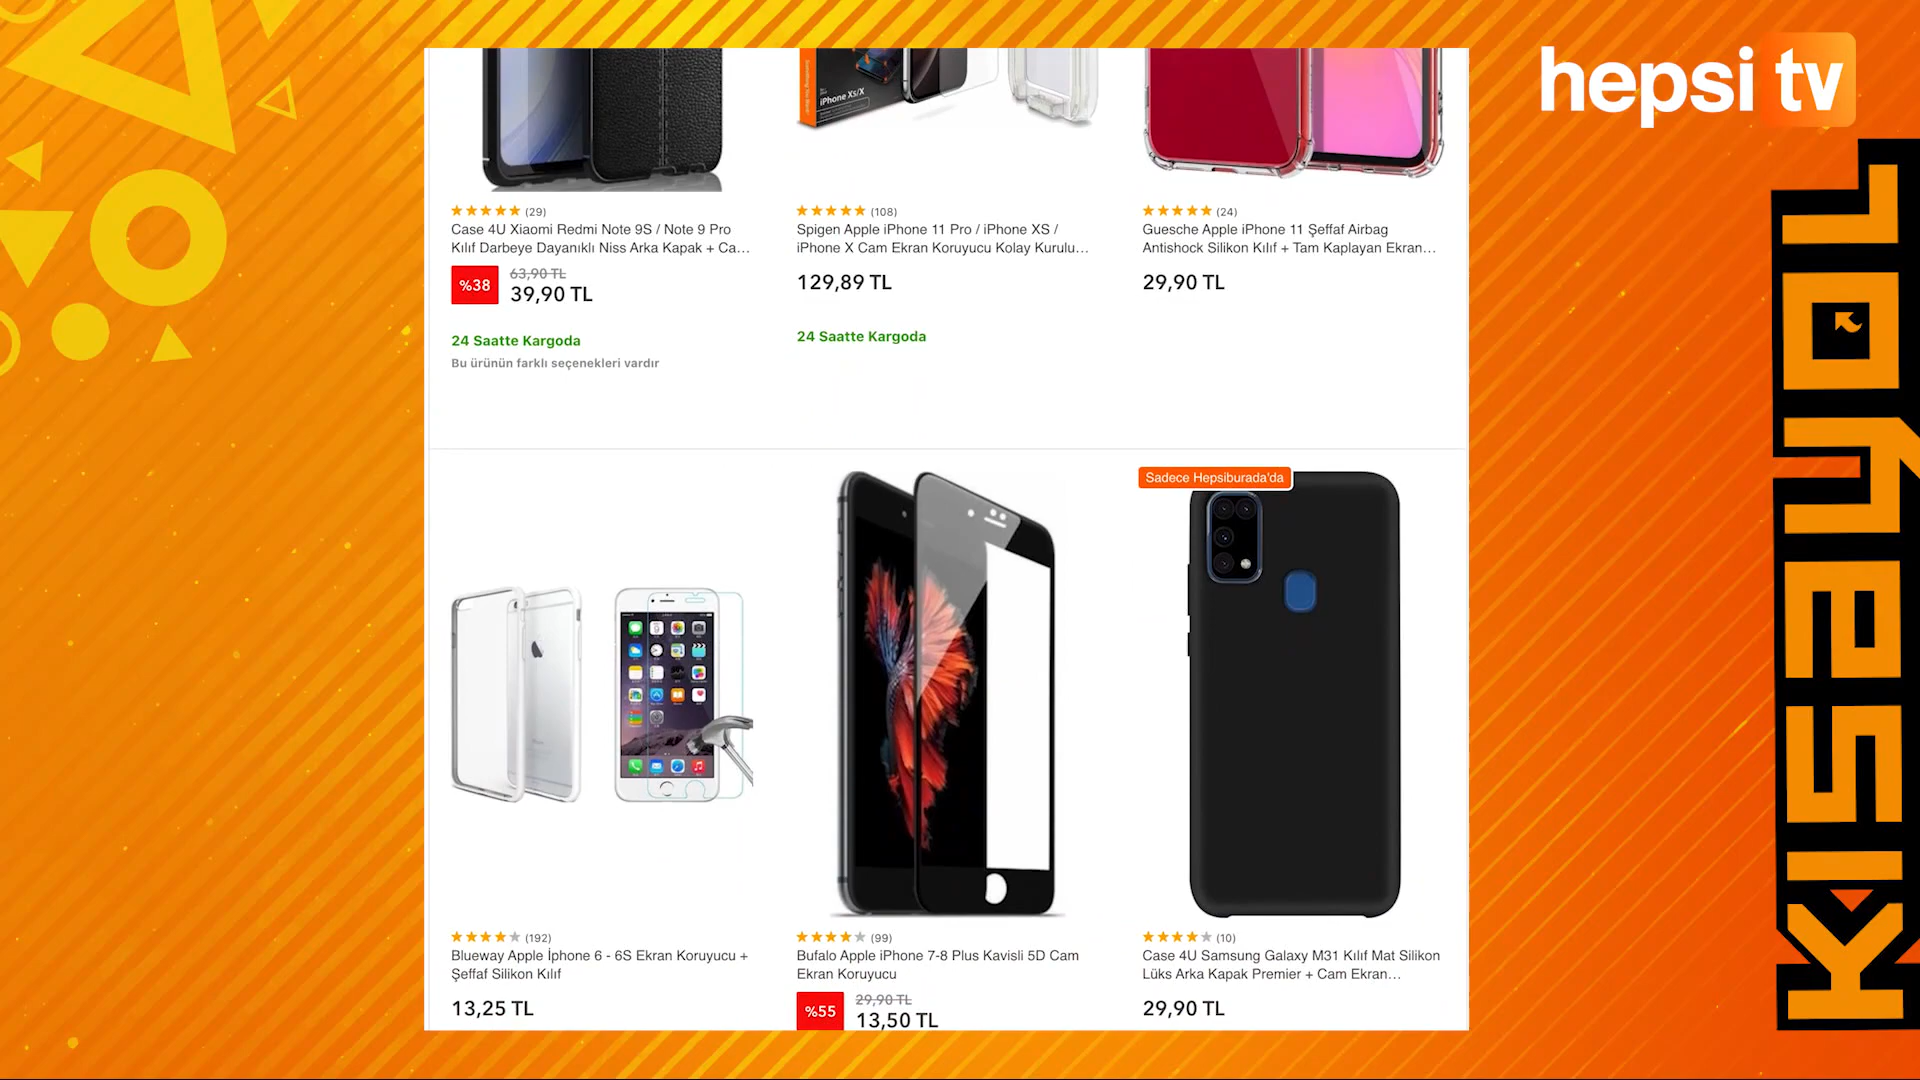 hepsi tv
iPhone Xs/X
★★★★★ (29)
Case 4U Xiaomi Redmi Note 9S / Note 9 Pro
Kılıf Darbeye Dayanıklı Niss Arka Kapak + Ca...
%38
63,90 TL
39,90 TL
24 Saatte Kargoda
Bu ürünün farklı seçenekleri vardır
★★★★★ (108)
Spigen Apple iPhone 11 Pro / iPhone XS /
iPhone X Cam Ekran Koruyucu Kolay Kurulu...
129,89 TL
24 Saatte Kargoda
★★★★★ (24)
Guesche Apple iPhone 11 Şeffaf Airbag
Antishock Silikon Kılıf + Tam Kaplayan Ekran...
29,90 TL
★★★★★ (192)
Blueway Apple İphone 6 - 6S Ekran Koruyucu +
Şeffaf Silikon Kılıf
13,25 TL
★★★★★ (99)
Bufalo Apple iPhone 7-8 Plus Kavisli 5D Cam
Ekran Koruyucu
%55
29,90 TL
13,50 TL
Sadece Hepsiburada'da
★★★★★ (10)
Case 4U Samsung Galaxy M31 Kılıf Mat Silikon
Lüks Arka Kapak Premier + Cam Ekran...
29,90 TL
Kısayol